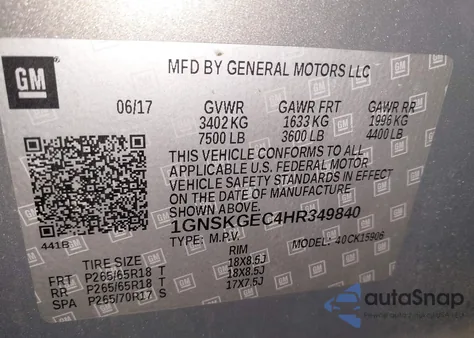 GM
MFD BY GENERAL MOTORS LLC
06/17 GVWR GAWR FRT GAWR RR
3402 KG 1633 KG 1996 KG
7500 LB 3600 LB 4400 LB
THIS VEHICLE CONFORMS TO ALL
APPLICABLE U.S. FEDERAL MOTOR
VEHICLE SAFETY STANDARDS IN EFFECT
ON THE DATE OF MANUFACTURE
SHOWN ABOVE.
1GNSKGEC4HR349840
TYPE: M.P.V. MODEL: 40CK15906
441B
TIRE SIZE RIM
FRT P265/65R18 T 18X8.5J
RR P265/65R18 T 18X8.5J
SPA P265/70R17 S 17X7.5J
autoSnap